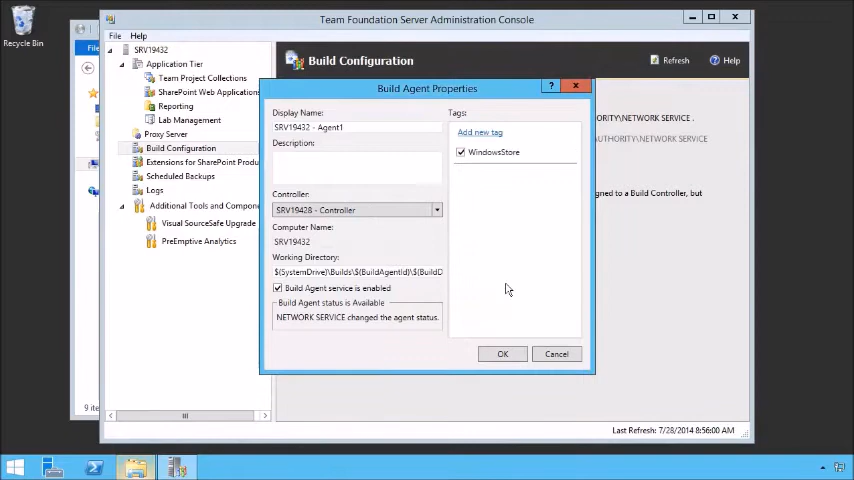 Team Foundation Server Administration Console
File Help
Recycle Bin
File
SRV19432
Application Tier
Team Project Collections
SharePoint Web Applications
Reporting
Lab Management
Proxy Server
Build Configuration
Extensions for SharePoint Produ
Scheduled Backups
Logs
Additional Tools and Compone
Visual SourceSafe Upgrade
PreEmptive Analytics
9 ite
Build Configuration
Refresh
Help
Build Agent Properties
?
Display Name:
SRV19432 - Agent1
Description:
Controller:
SRV19428 - Controller
Computer Name:
SRV19432
Working Directory:
$(SystemDrive)\Builds\$(BuildAgentId)\$(BuildD
Build Agent service is enabled
Build Agent status is Available
NETWORK SERVICE changed the agent status.
Tags:
Add new tag
WindowsStore
OK Cancel
\NETWORK SERVICE .
AUTHORITY\NETWORK SERVICE
igned to a Build Controller, but
Last Refresh: 7/28/2014 8:56:00 AM